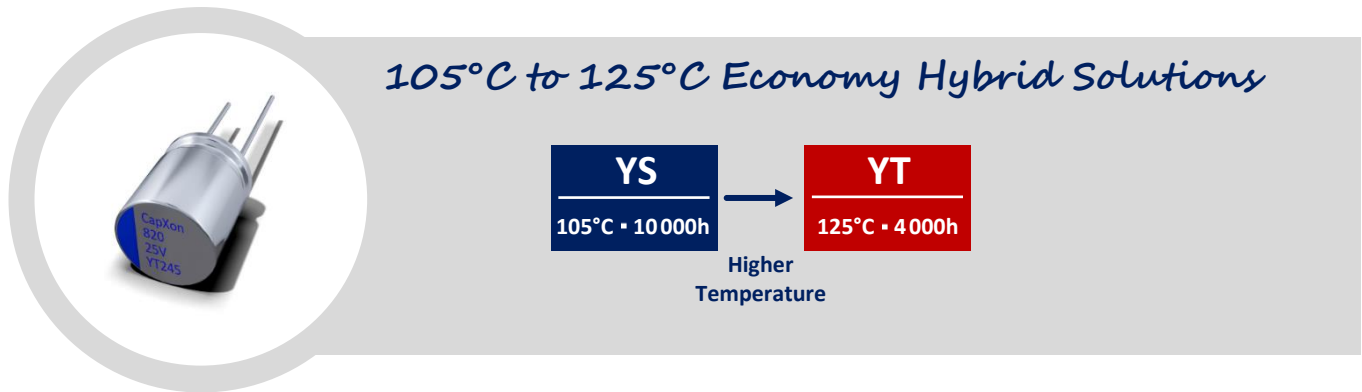 105°C to 125°C Economy Hybrid Solutions
YS
105°C ▪ 10 000h
YT
125°C ▪ 4 000h
Higher
Temperature
CapXon
820
25V
YT245